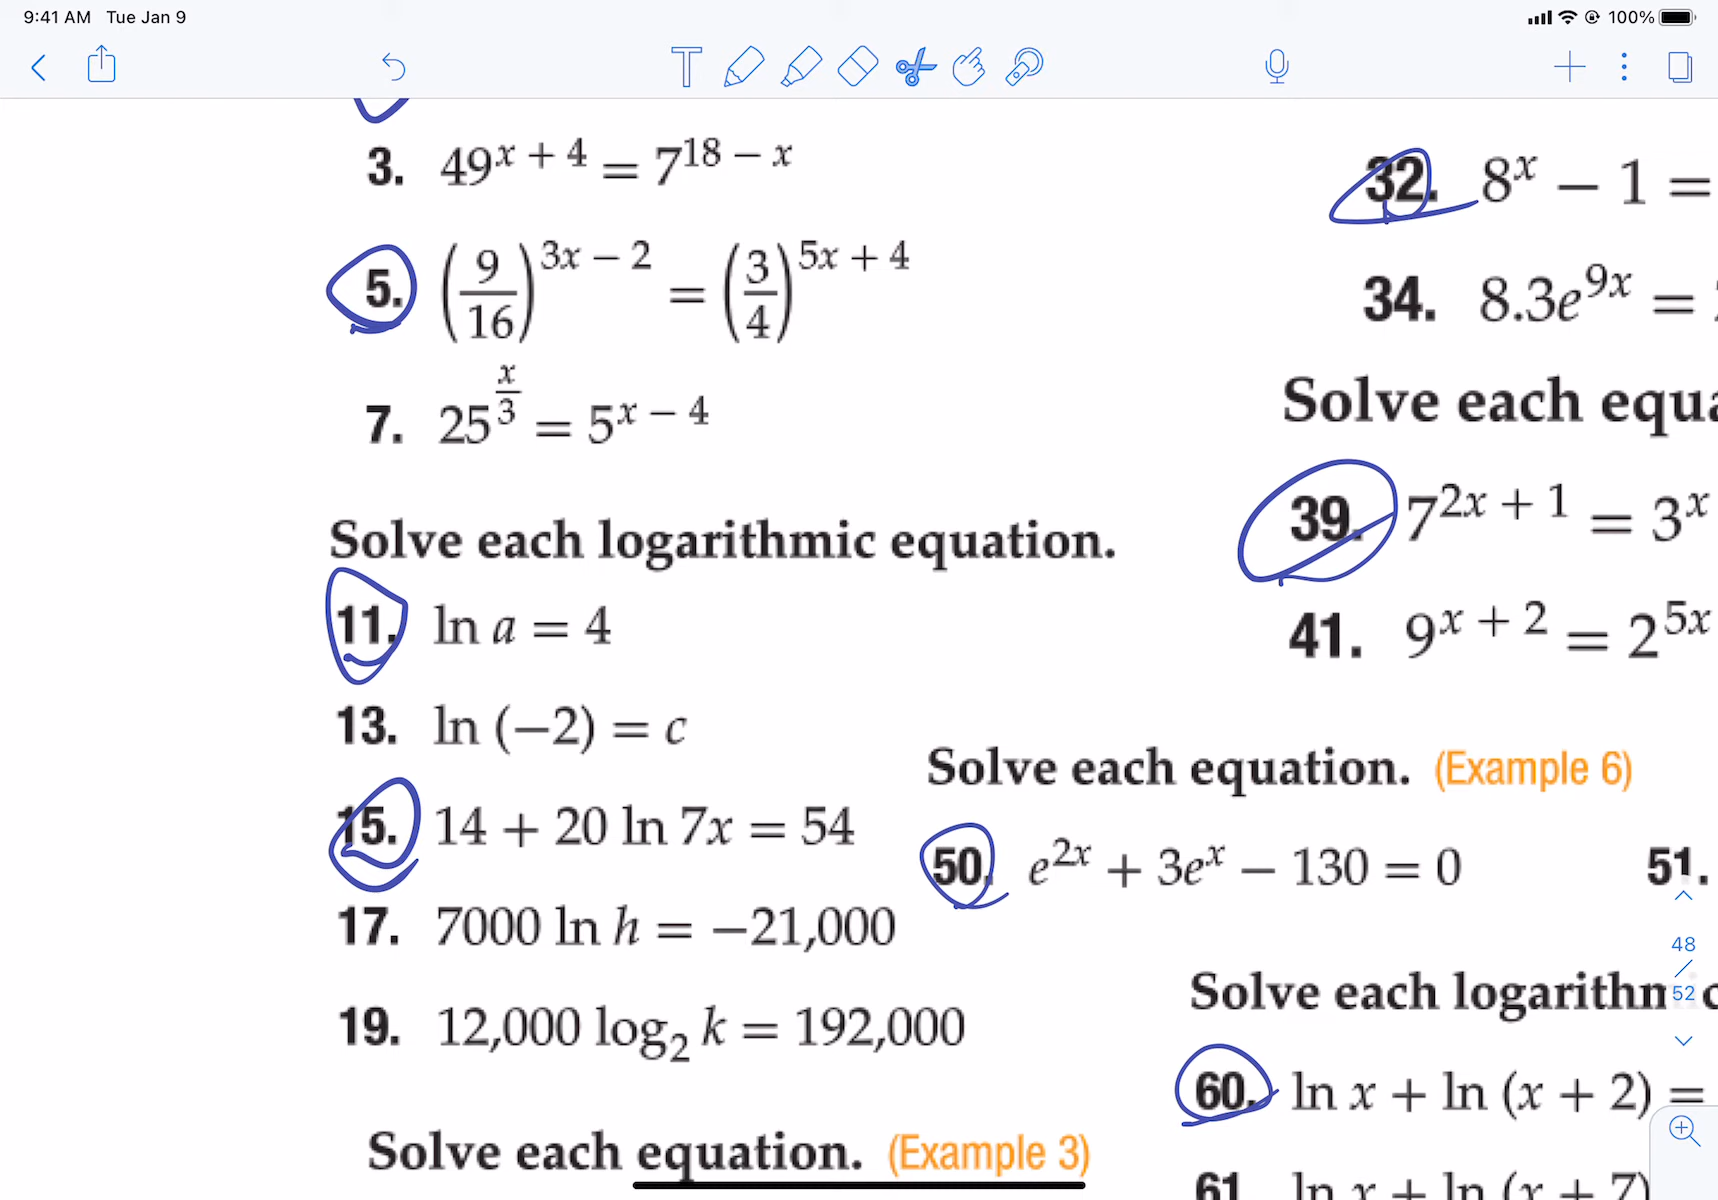 9:41 AM Tue Jan 9
100%
3. 49^{x + 4} = 7^{18 − x}
5. (9/16)^{3x − 2} = (3/4)^{5x + 4}
7. 25^{x/3} = 5^{x − 4}
Solve each logarithmic equation.
11. ln a = 4
13. ln (−2) = c
15. 14 + 20 ln 7x = 54
17. 7000 ln h = −21,000
19. 12,000 log₂ k = 192,000
Solve each equation. (Example 3)
32. 8^x − 1 =
34. 8.3e^{9x} =
Solve each
39. 7^{2x + 1} = 3^x
41. 9^{x + 2} = 2^{5x}
Solve each equation. (Example 6)
50. e^{2x} + 3e^x − 130 = 0
51.
48
/
52
Solve each
60. ln x + ln (x + 2) =
61 ln x + ln (x + 7)